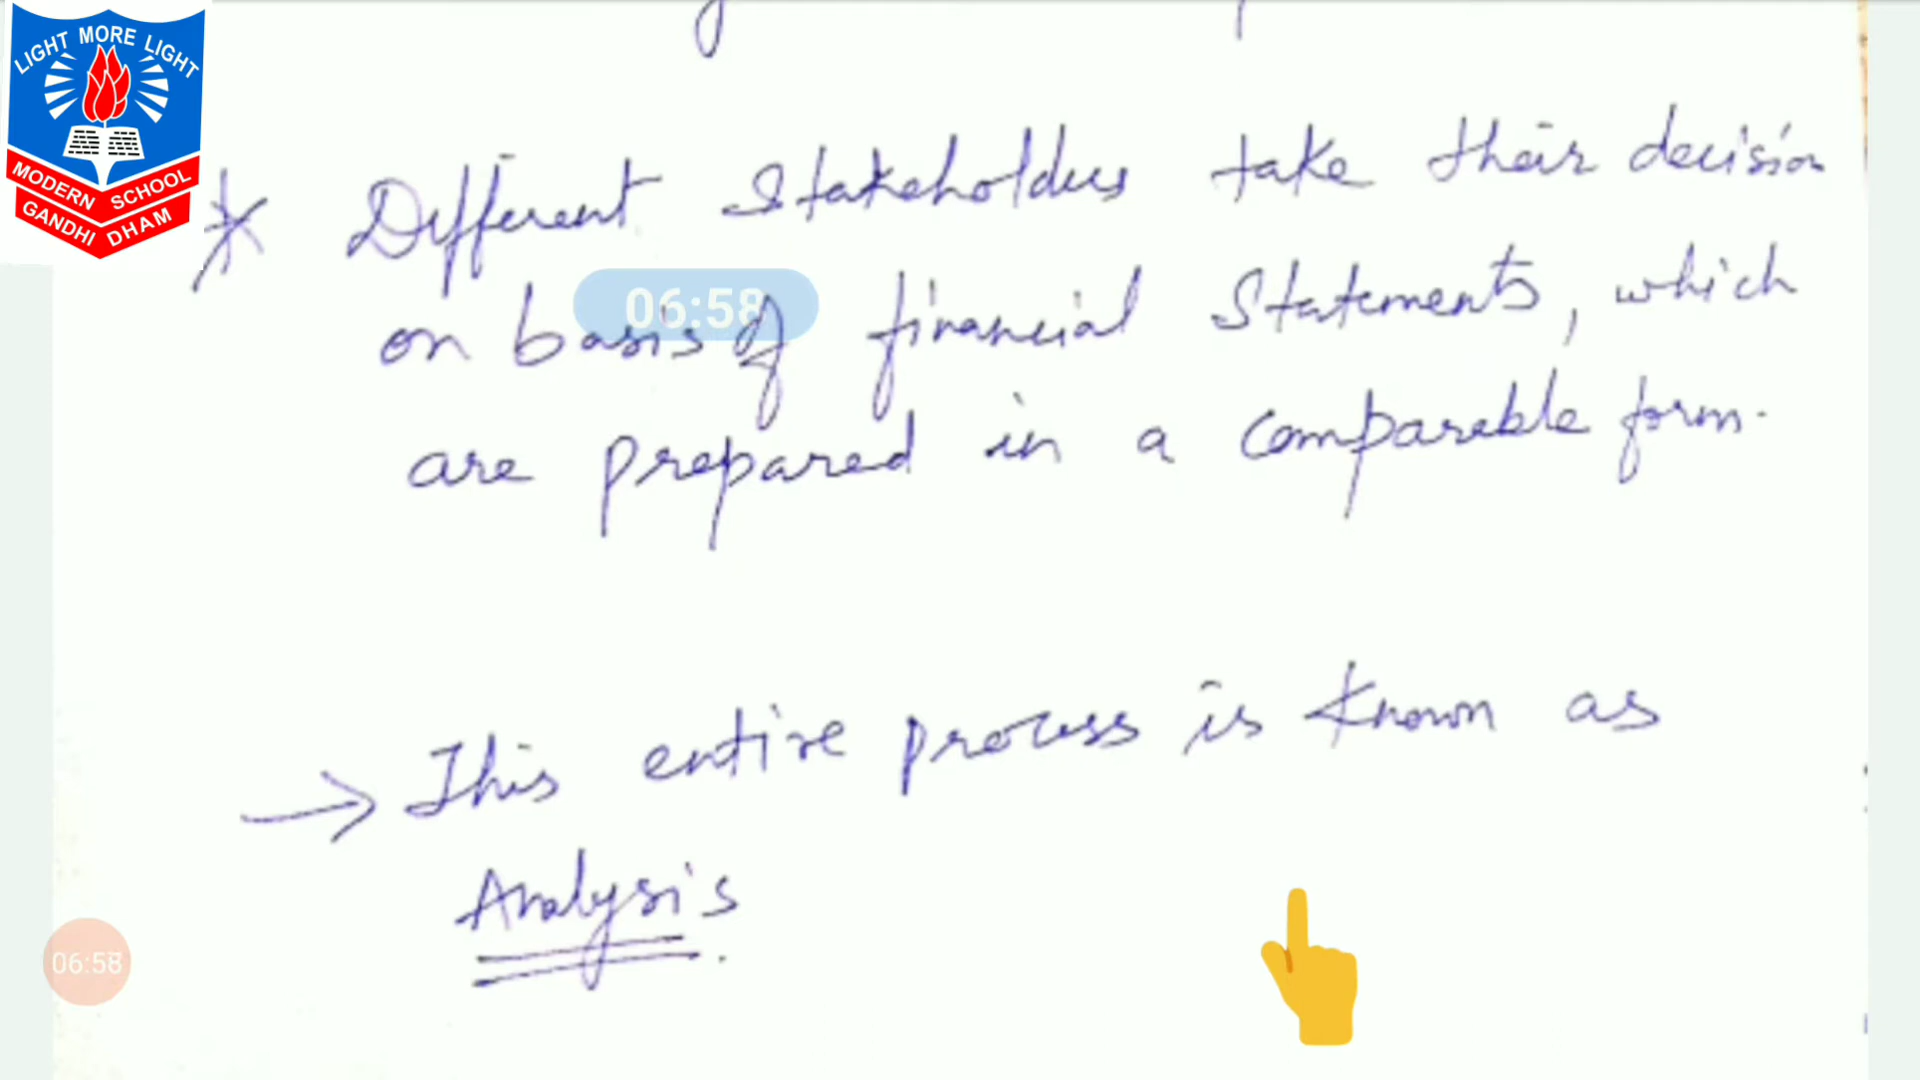 LIGHT MORE LIGHT
MODERN SCHOOL
GANDHI DHAM
* Different Stakeholders take their decision
06:58
on basis of financial Statements, which
are prepared in a comparable form.
→ This entire process is known as
Analysis.
06:58